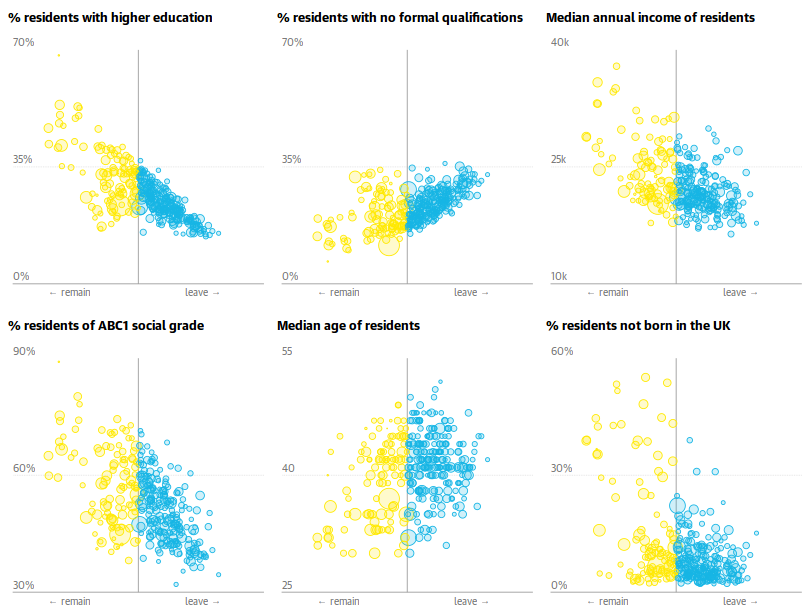 % residents with higher education
70%
35%
0%
← remain
leave →
% residents with no formal qualifications
70%
35%
0%
← remain
leave →
Median annual income of residents
40k
25k
10k
← remain
leave →
% residents of ABC1 social grade
90%
60%
30%
← remain
leave →
Median age of residents
55
40
25
← remain
leave →
% residents not born in the UK
60%
30%
0%
← remain
leave →